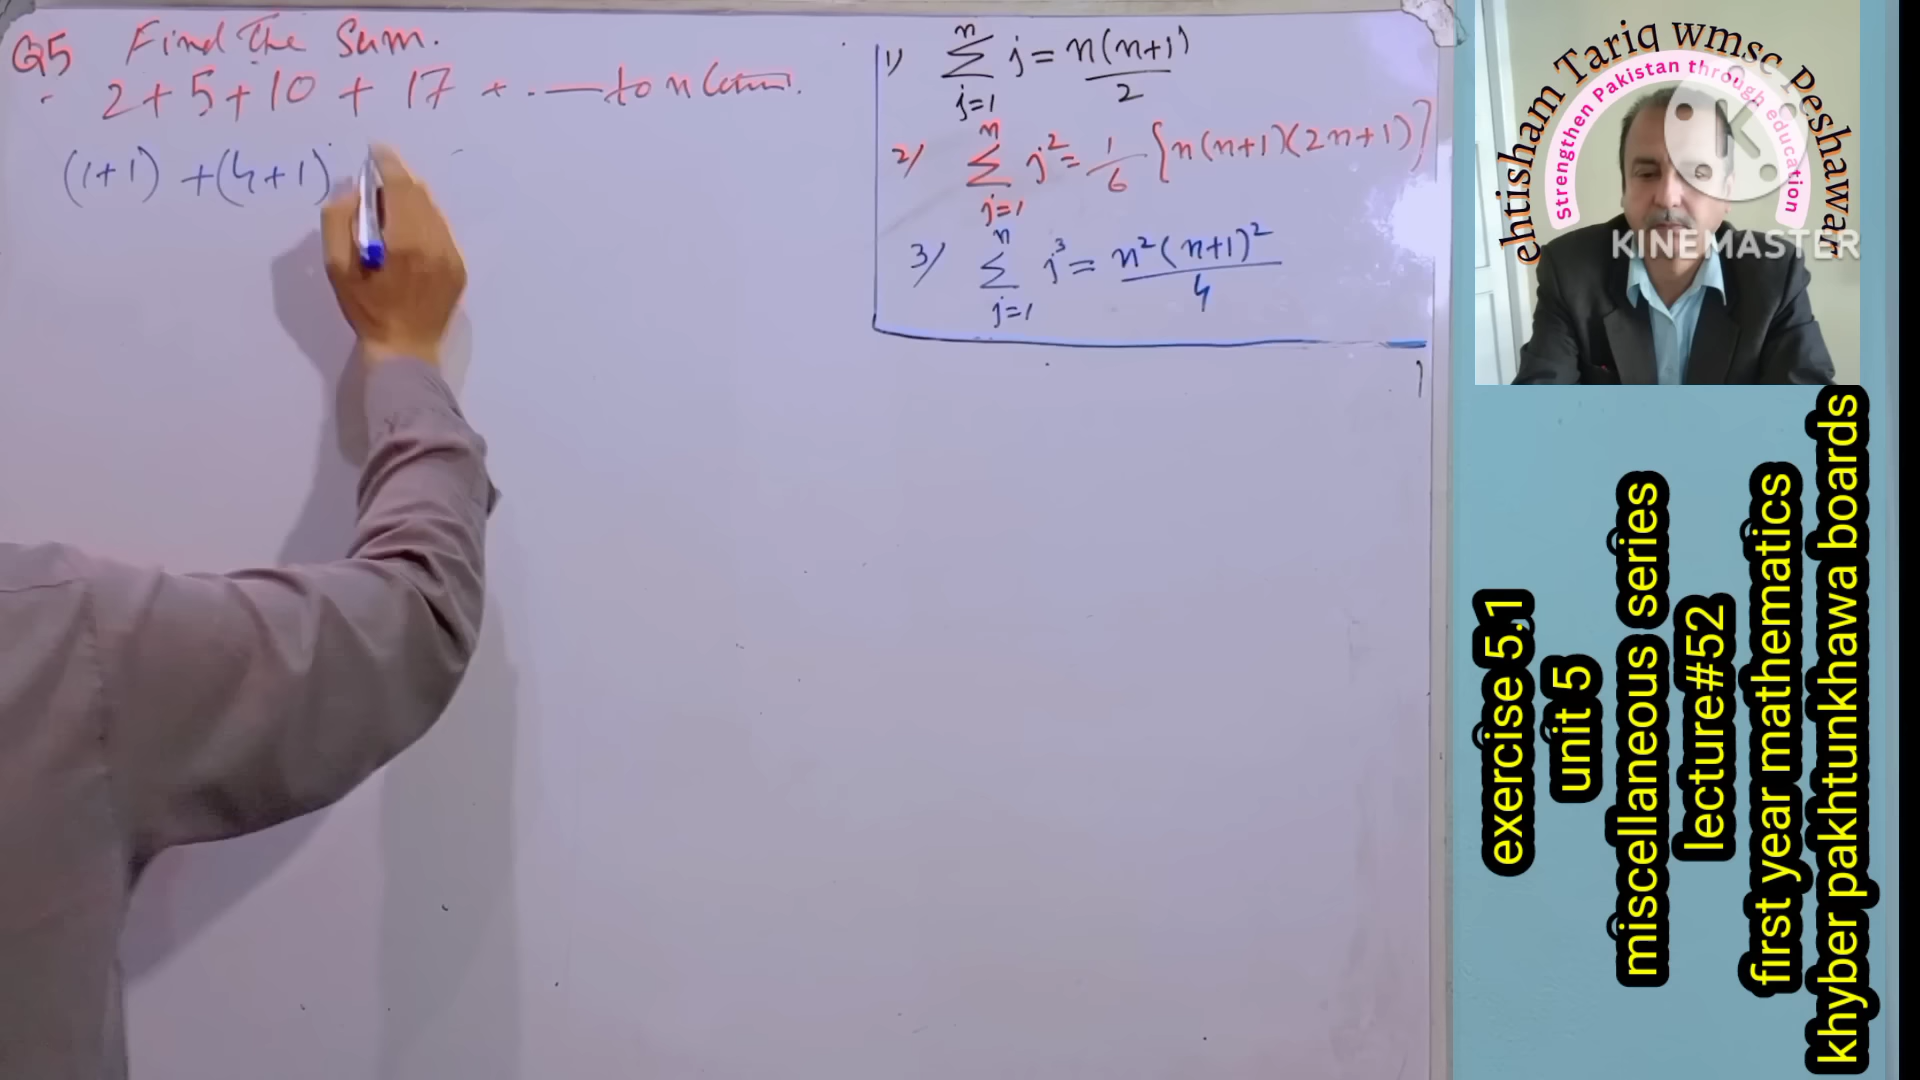 Q5 Find the Sum.
2 + 5 + 10 + 17 + . — to n terms.
(1+1) + (4+1)
1) n∑j=1 j = n(n+1)/2
2) n∑j=1 j² = 1/6 {n(n+1)(2n+1)}
3) n∑j=1 j³ = n²(n+1)²/4
ehtisham Tariq wmsc Peshawar
Strengthen Pakistan through education
KINEMASTER
exercise 5.1
unit 5
miscellaneous series
lecture#52
first year mathematics
khyber pakhtunkhawa boards